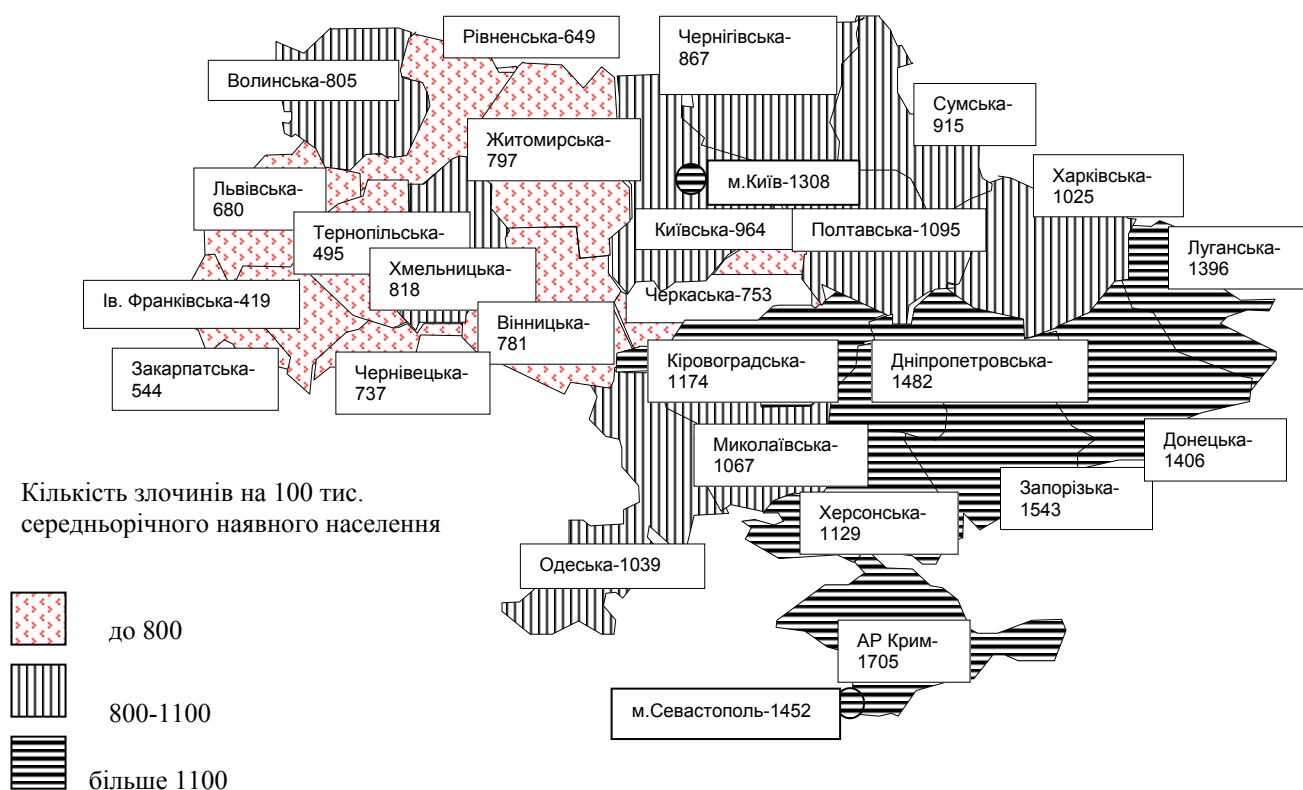 Рівненська-649
Чернігівська-
867
Волинська-805
Сумська-
915
Житомирська-
797
м.Київ-1308
Харківська-
1025
Львівська-
680
Тернопільська-
495
Київська-964
Полтавська-1095
Луганська-
1396
Хмельницька-
818
Ів. Франківська-419
Черкаська-753
Вінницька-
781
Закарпатська-
544
Чернівецька-
737
Кіровоградська-
1174
Дніпропетровська-
1482
Миколаївська-
1067
Донецька-
1406
Запорізька-
1543
Херсонська-
1129
Кількість злочинів на 100 тис.
середньорічного наявного населення
Одеська-1039
до 800
АР Крим-
1705
800-1100
м.Севастополь-1452
більше 1100